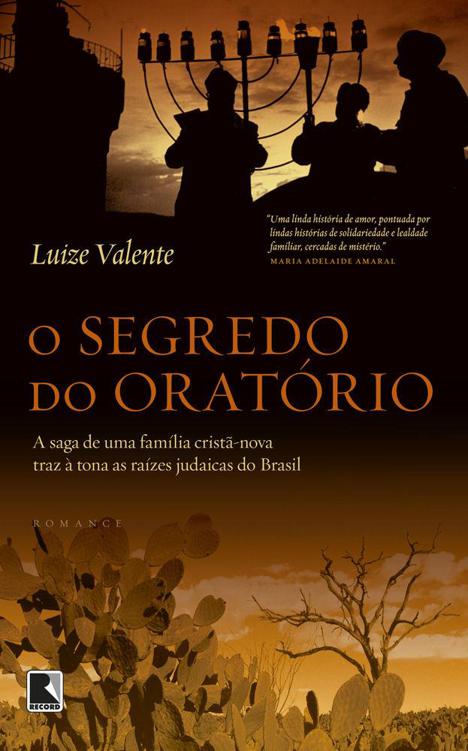 "Uma linda história de amor, pontuada por
lindas histórias de solidariedade e lealdade
familiar, cercadas de mistério."
MARIA ADELAIDE AMARAL
Luize Valente
O SEGREDO
DO ORATÓRIO
A saga de uma família cristã-nova
traz à tona as raízes judaicas do Brasil
ROMANCE
RECORD